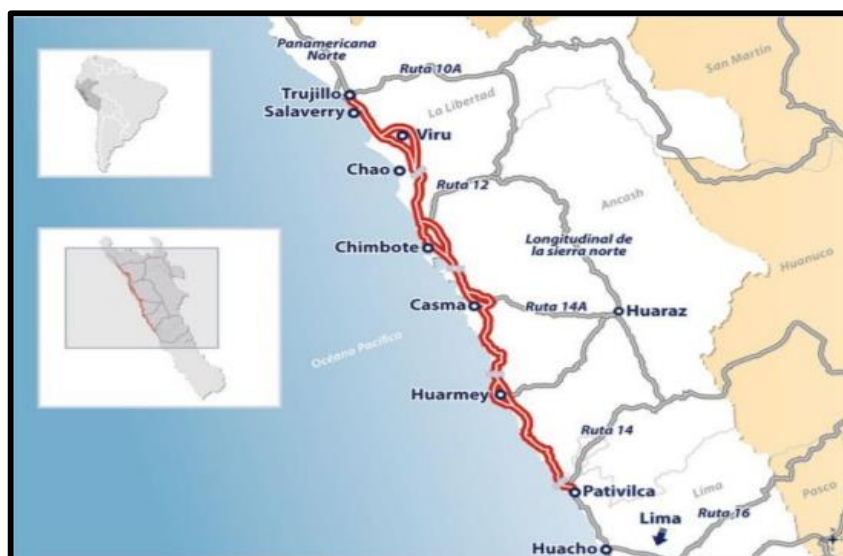 Panamericana
Norte
Ruta 10A
San Martín
Trujillo
Salaverry
La Libertad
Viru
Chao
Ruta 12
Ancash
Chimbote
Longitudinal de
la sierra norte
Huanuco
Casma
Ruta 14A
Huaraz
Océano Pacífico
Huarmey
Ruta 14
Pativilca
Lima
Pasco
Lima
Ruta 16
Huacho